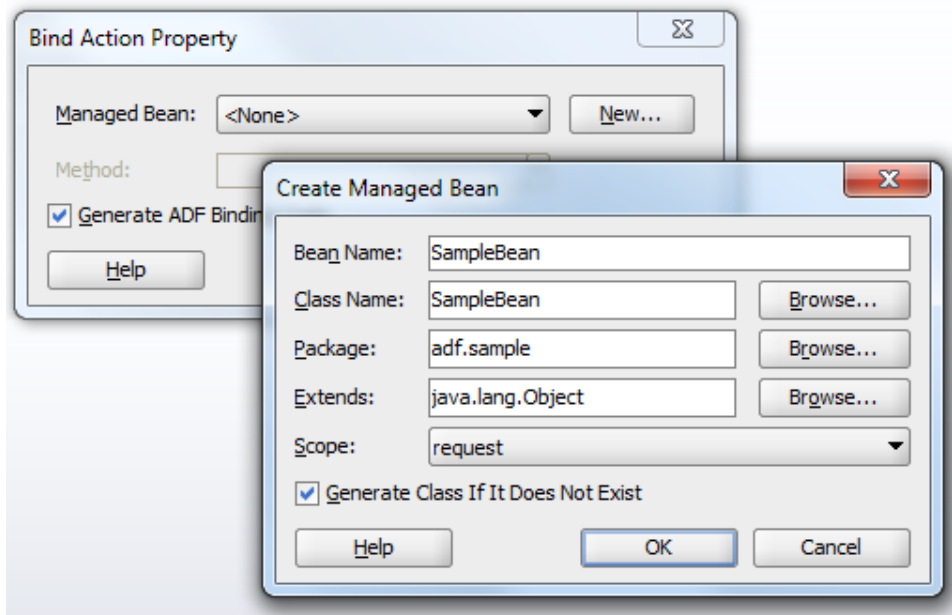 Bind Action Property
Managed Bean: <None> New...
Method:
Generate ADF Bindin
Help
Create Managed Bean
Bean Name: SampleBean
Class Name: SampleBean Browse...
Package: adf.sample Browse...
Extends: java.lang.Object Browse...
Scope: request
Generate Class If It Does Not Exist
Help OK Cancel